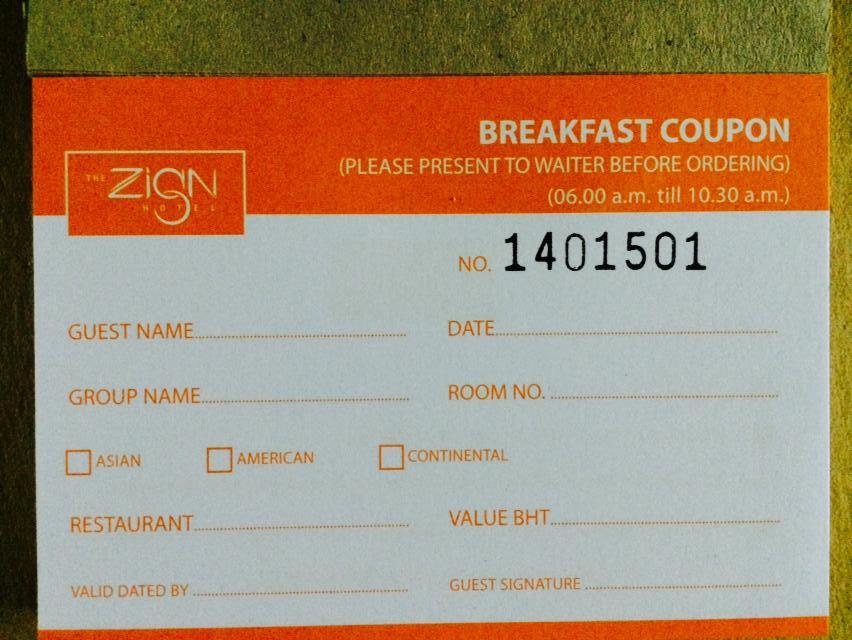 BREAKFAST COUPON
(PLEASE PRESENT TO WAITER BEFORE ORDERING)
(06.00 a.m. till 10.30 a.m.)
THE ZIGN
HOTEL
NO. 1401501
GUEST NAME DATE
GROUP NAME ROOM NO.
ASIAN AMERICAN CONTINENTAL
RESTAURANT VALUE BHT
VALID DATED BY GUEST SIGNATURE